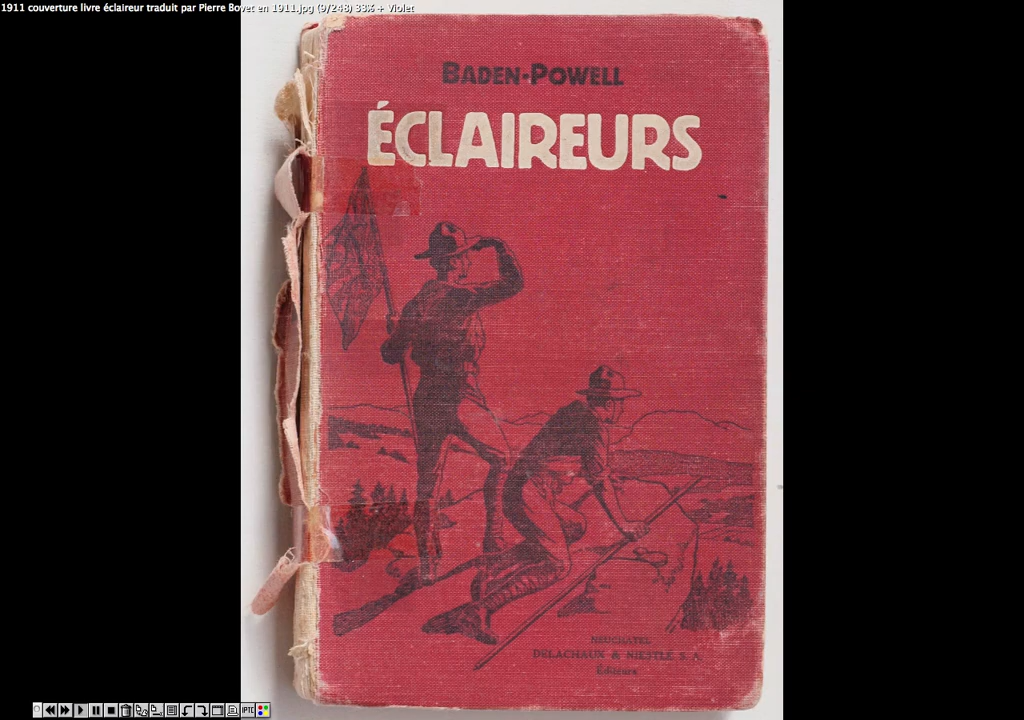 1911 couverture livre éclaireur traduit par Pierre Bovet en 1911.jpg (9/248) 33% + Violet
BADEN-POWELL
ÉCLAIREURS
NEUCHATEL
DELACHAUX & NIESTLÉ S. A.
Éditeurs
IPTC